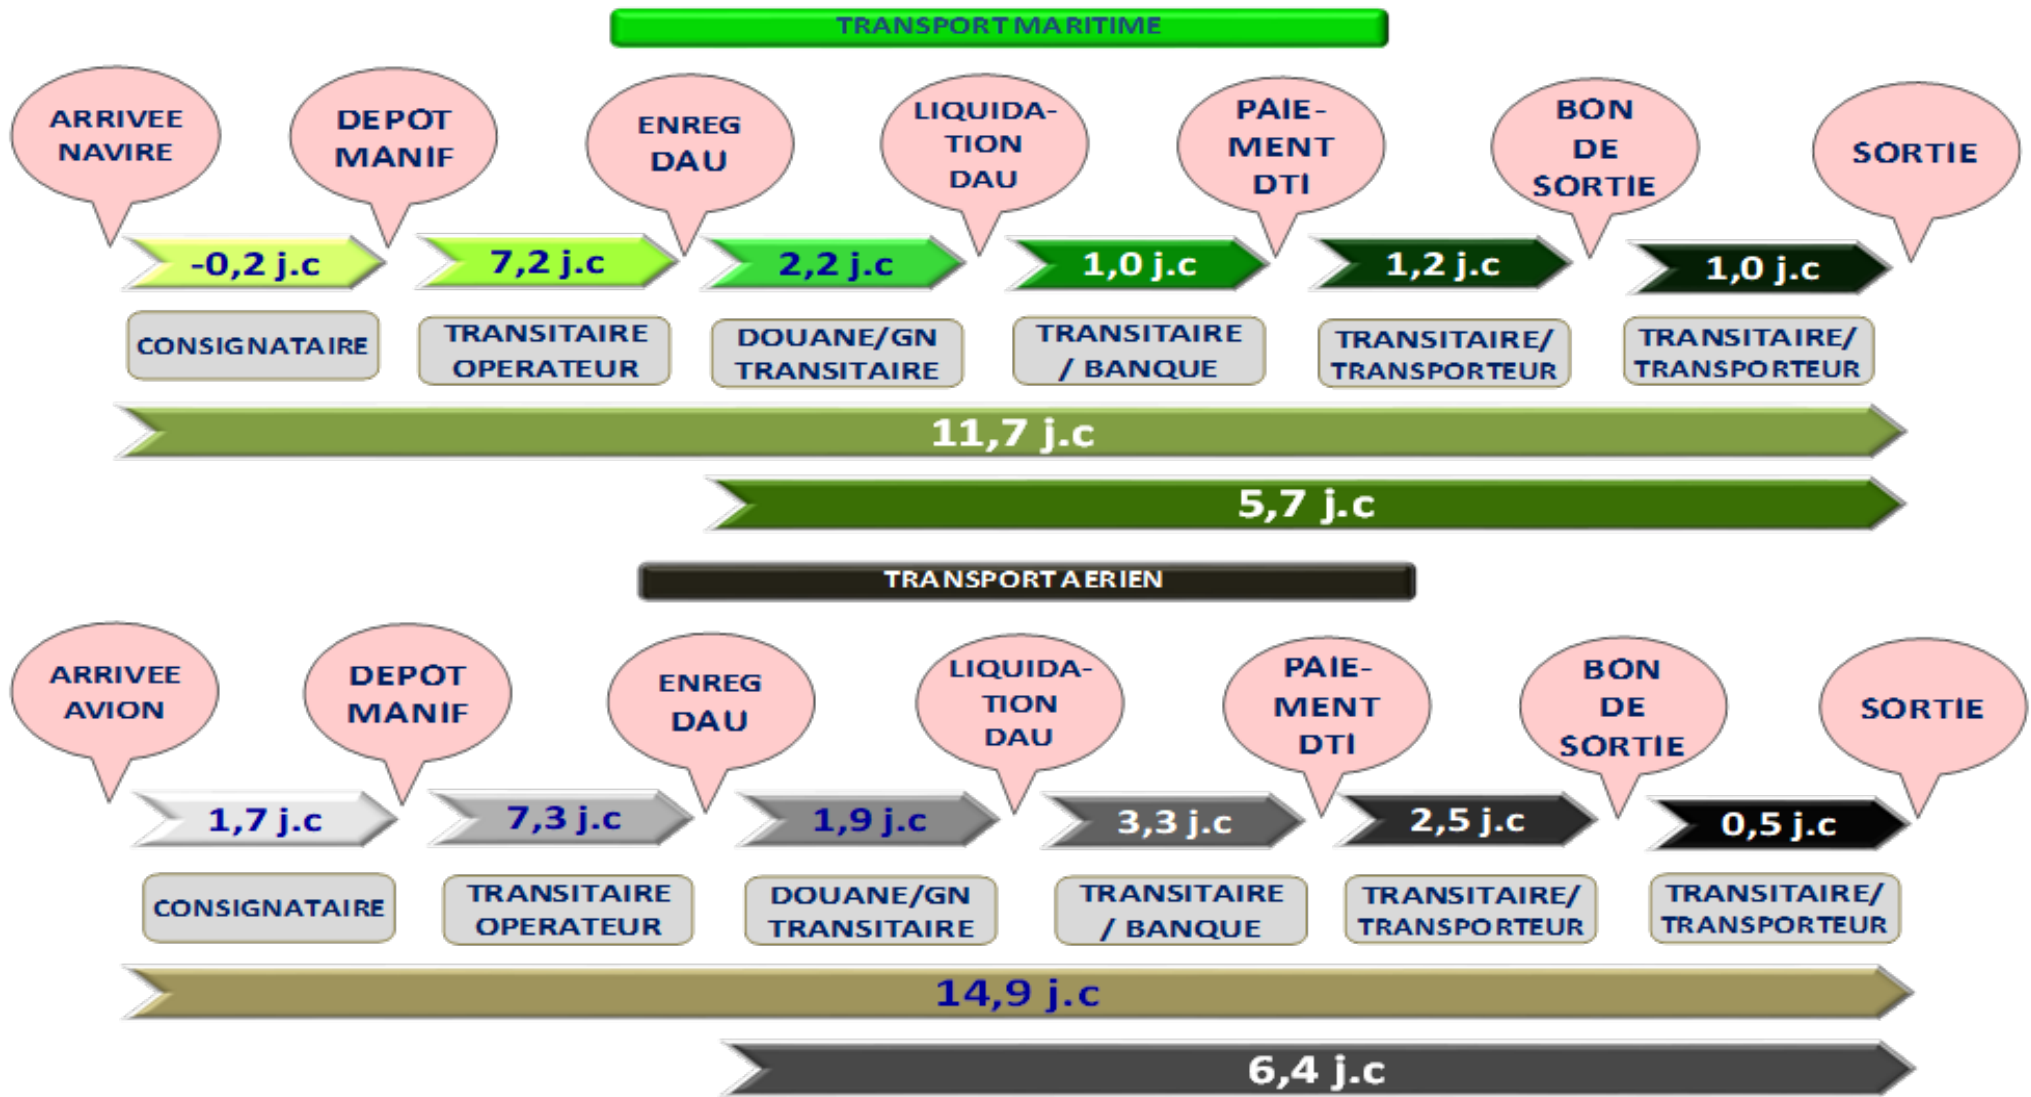 TRANSPORT MARITIME
ARRIVEE
NAVIRE
DEPOT
MANIF
ENREG
DAU
LIQUIDA-
TION
DAU
PAIE-
MENT
DTI
BON
DE
SORTIE
SORTIE
-0,2 j.c
7,2 j.c
2,2 j.c
1,0 j.c
1,2 j.c
1,0 j.c
CONSIGNATAIRE
TRANSITAIRE
OPERATEUR
DOUANE/GN
TRANSITAIRE
TRANSITAIRE
/ BANQUE
TRANSITAIRE/
TRANSPORTEUR
TRANSITAIRE/
TRANSPORTEUR
11,7 j.c
5,7 j.c
TRANSPORT AERIEN
ARRIVEE
AVION
DEPOT
MANIF
ENREG
DAU
LIQUIDA-
TION
DAU
PAIE-
MENT
DTI
BON
DE
SORTIE
SORTIE
1,7 j.c
7,3 j.c
1,9 j.c
3,3 j.c
2,5 j.c
0,5 j.c
CONSIGNATAIRE
TRANSITAIRE
OPERATEUR
DOUANE/GN
TRANSITAIRE
TRANSITAIRE
/ BANQUE
TRANSITAIRE/
TRANSPORTEUR
TRANSITAIRE/
TRANSPORTEUR
14,9 j.c
6,4 j.c